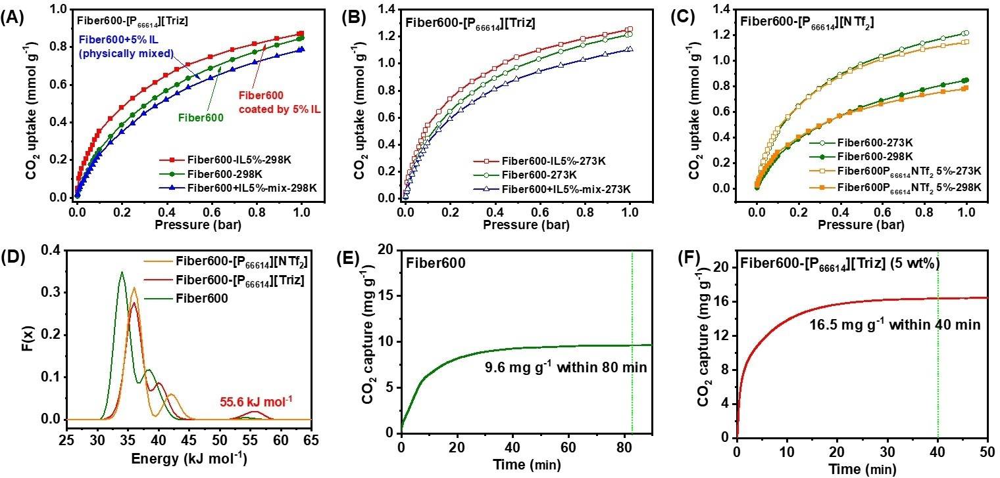 (A)
Fiber600-[P₆₆₆₁₄][Triz]
Fiber600+5% IL
(physically mixed)
Fiber600
Fiber600
coated by 5% IL
Fiber600-IL5%-298K
Fiber600-298K
Fiber600+IL5%-mix-298K
CO₂ uptake (mmol g⁻¹)
1.0
0.8
0.6
0.4
0.2
0.0
0.0 0.2 0.4 0.6 0.8 1.0
Pressure (bar)
(B)
Fiber600-[P₆₆₆₁₄][Triz]
Fiber600-IL5%-273K
Fiber600-273K
Fiber600+IL5%-mix-273K
CO₂ uptake (mmol g⁻¹)
1.4
1.2
1.0
0.8
0.6
0.4
0.2
0.0
0.0 0.2 0.4 0.6 0.8 1.0
Pressure (bar)
(C)
Fiber600-[P₆₆₆₁₄][NTf₂]
Fiber600-273K
Fiber600-298K
Fiber600P₆₆₆₁₄NTf₂ 5%-273K
Fiber600P₆₆₆₁₄NTf₂ 5%-298K
CO₂ uptake (mmol g⁻¹)
1.4
1.2
1.0
0.8
0.6
0.4
0.2
0.0
0.0 0.2 0.4 0.6 0.8 1.0
Pressure (bar)
(D)
Fiber600-[P₆₆₆₁₄][NTf₂]
Fiber600-[P₆₆₆₁₄][Triz]
Fiber600
55.6 kJ mol⁻¹
F(x)
0.4
0.3
0.2
0.1
0.0
25 30 35 40 45 50 55 60 65
Energy (kJ mol⁻¹)
(E)
Fiber600
9.6 mg g⁻¹ within 80 min
CO₂ capture (mg g⁻¹)
20
15
10
5
0
0 20 40 60 80
Time (min)
(F)
Fiber600-[P₆₆₆₁₄][Triz] (5 wt%)
16.5 mg g⁻¹ within 40 min
CO₂ capture (mg g⁻¹)
20
16
12
8
4
0
0 10 20 30 40 50
Time (min)